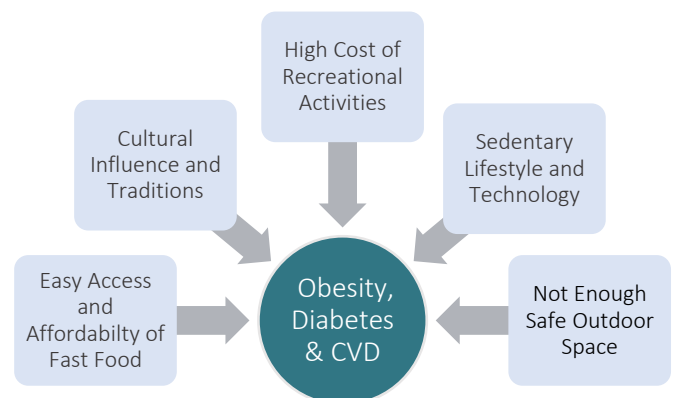 High Cost of
Recreational
Activities
Cultural
Influence and
Traditions
Sedentary
Lifestyle and
Technology
Easy Access
and
Affordabilty of
Fast Food
Obesity,
Diabetes
& CVD
Not Enough
Safe Outdoor
Space